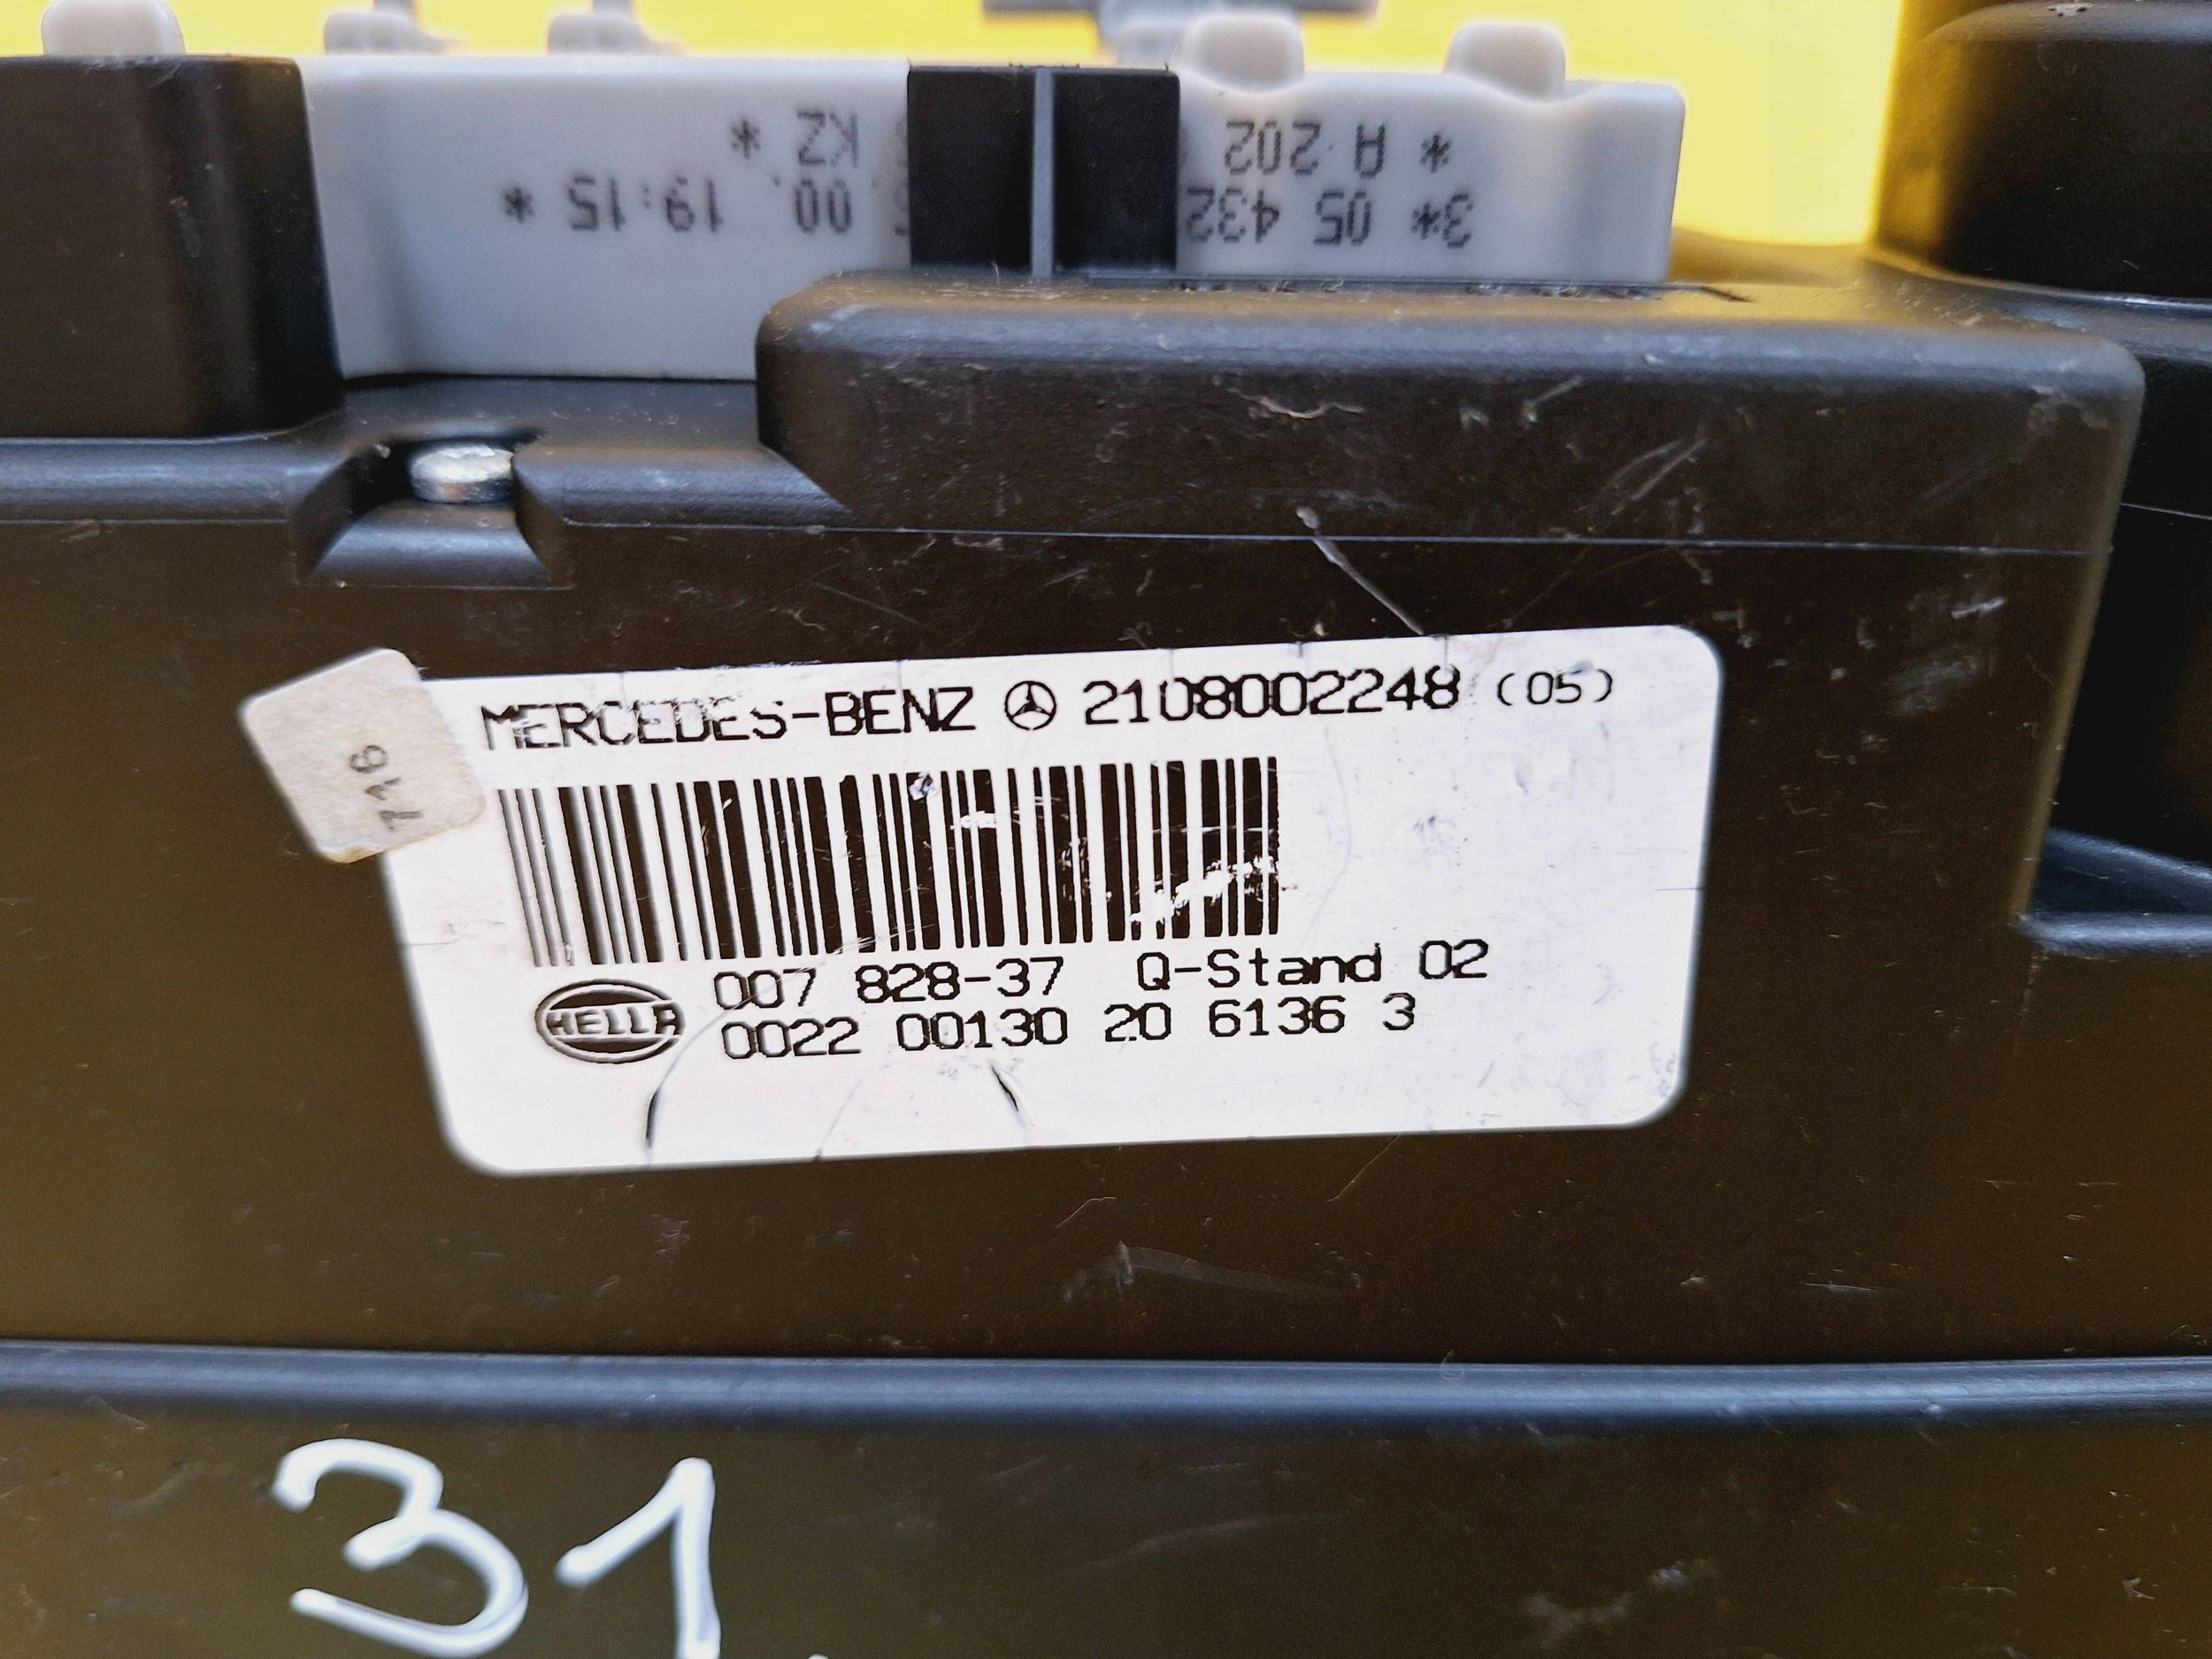 * A 202
3* 05 432
KZ *
00. 19:15 *
716
MERCEDES-BENZ 2108002248 (05)
HELLA
007 828-37 Q-Stand 02
0022 00130 20 6136 3
31